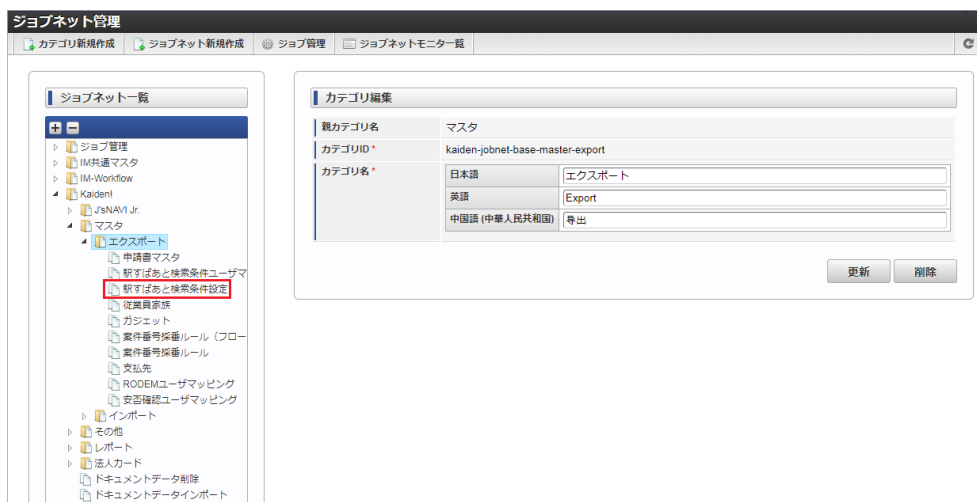 ジョブネット管理
カテゴリ新規作成 ジョブネット新規作成 ジョブ管理 ジョブネットモニタ一覧
ジョブネット一覧
ジョブ管理
IM共通マスタ
IM-Workflow
Kaiden!
J'sNAVI Jr.
マスタ
エクスポート
申請書マスタ
駅すぱあと検索条件ユーザマ
駅すぱあと検索条件設定
従業員家族
ガジェット
案件番号採番ルール（フロー
案件番号採番ルール
支払先
RODEMユーザマッピング
安否確認ユーザマッピング
インポート
その他
レポート
法人カード
ドキュメントデータ削除
ドキュメントデータインポート
カテゴリ編集
親カテゴリ名 マスタ
カテゴリID * kaiden-jobnet-base-master-export
カテゴリ名 * 日本語 エクスポート
英語 Export
中国語 (中華人民共和国) 导出
更新 削除